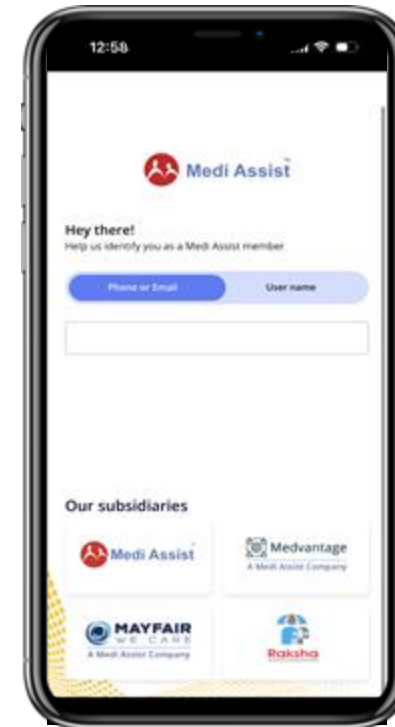 12:58
Medi Assist
Hey there!
Help us identify you as a Medi Assist member
Phone or Email
User name
Our subsidiaries
Medi Assist
Medvantage
A Medi Assist Company
MAYFAIR
WE CARE
A Medi Assist Company
Raksha